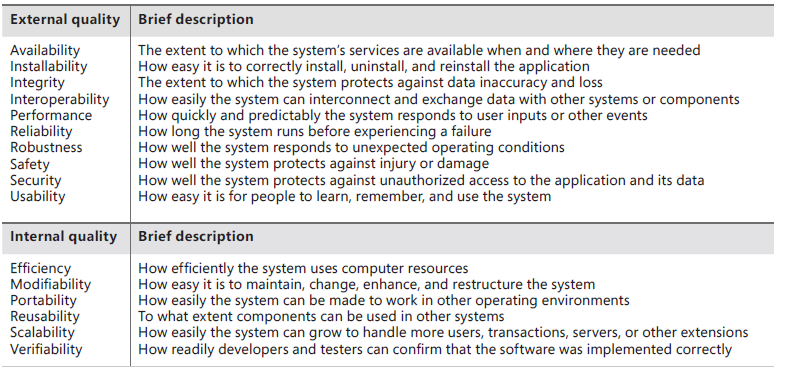 External quality Brief description
Availability The extent to which the system’s services are available when and where they are needed
Installability How easy it is to correctly install, uninstall, and reinstall the application
Integrity The extent to which the system protects against data inaccuracy and loss
Interoperability How easily the system can interconnect and exchange data with other systems or components
Performance How quickly and predictably the system responds to user inputs or other events
Reliability How long the system runs before experiencing a failure
Robustness How well the system responds to unexpected operating conditions
Safety How well the system protects against injury or damage
Security How well the system protects against unauthorized access to the application and its data
Usability How easy it is for people to learn, remember, and use the system
Internal quality Brief description
Efficiency How efficiently the system uses computer resources
Modifiability How easy it is to maintain, change, enhance, and restructure the system
Portability How easily the system can be made to work in other operating environments
Reusability To what extent components can be used in other systems
Scalability How easily the system can grow to handle more users, transactions, servers, or other extensions
Verifiability How readily developers and testers can confirm that the software was implemented correctly